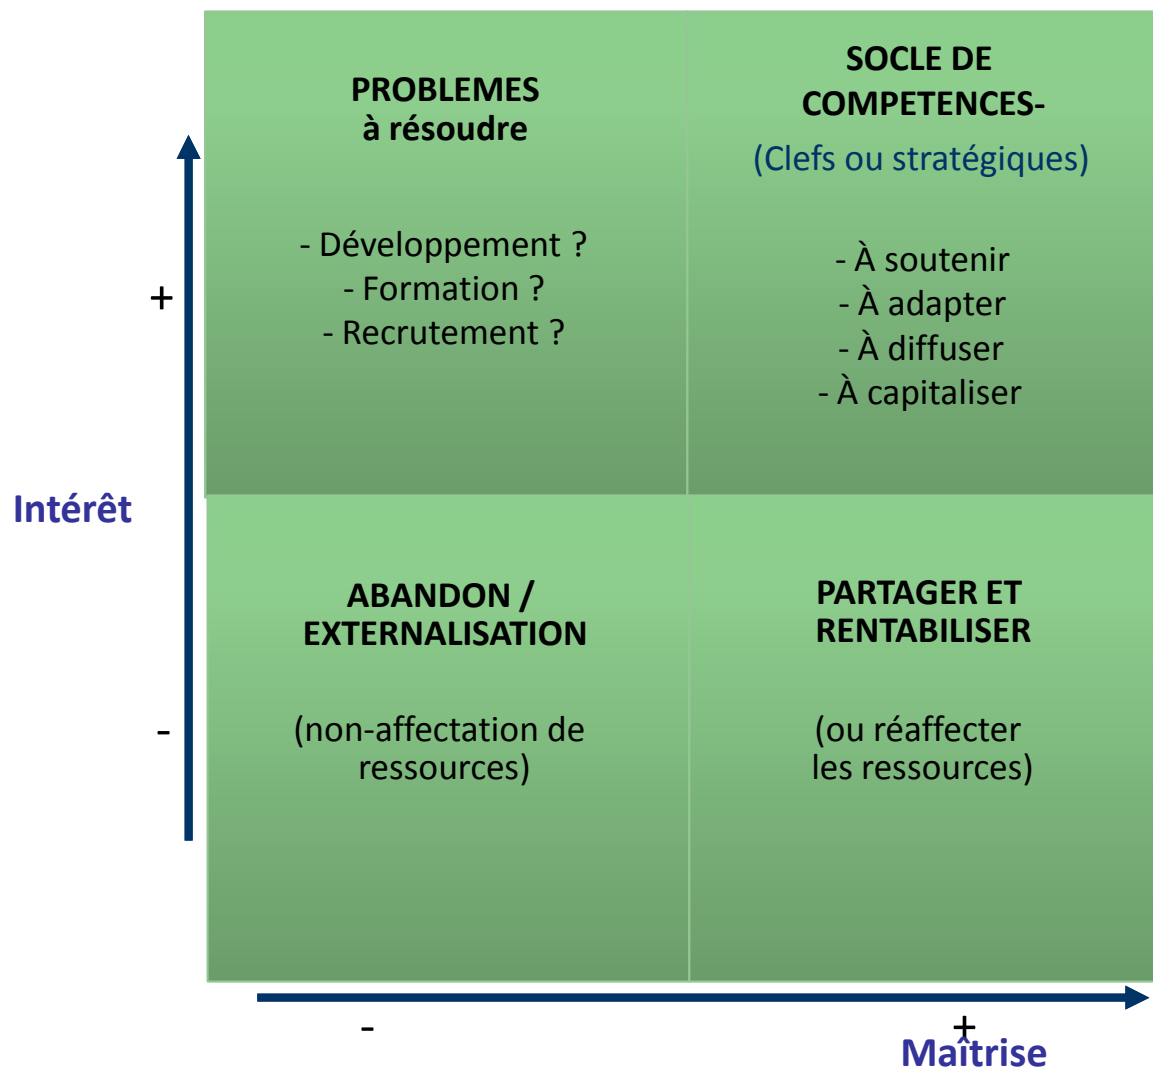 PROBLEMES
à résoudre
- Développement ?
- Formation ?
- Recrutement ?
SOCLE DE
COMPETENCES-
(Clefs ou stratégiques)
- À soutenir
- À adapter
- À diffuser
- À capitaliser
+
Intérêt
-
ABANDON /
EXTERNALISATION
(non-affectation de
ressources)
PARTAGER ET
RENTABILISER
(ou réaffecter
les ressources)
-
+
Maîtrise